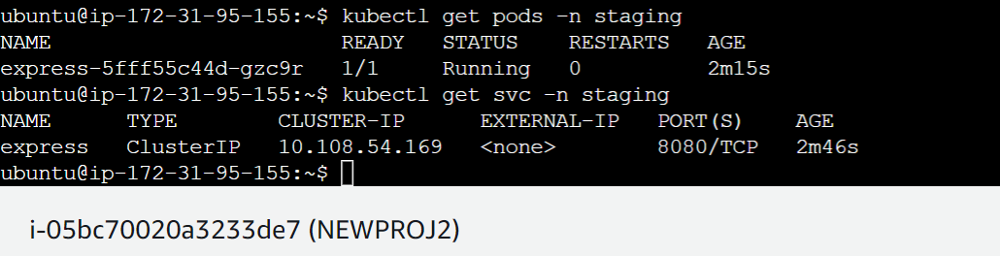 ubuntu@ip-172-31-95-155:~$ kubectl get pods -n staging
NAME READY STATUS RESTARTS AGE
express-5fff55c44d-gzc9r 1/1 Running 0 2m15s
ubuntu@ip-172-31-95-155:~$ kubectl get svc -n staging
NAME TYPE CLUSTER-IP EXTERNAL-IP PORT(S) AGE
express ClusterIP 10.108.54.169 <none> 8080/TCP 2m46s
ubuntu@ip-172-31-95-155:~$
i-05bc70020a3233de7 (NEWPROJ2)